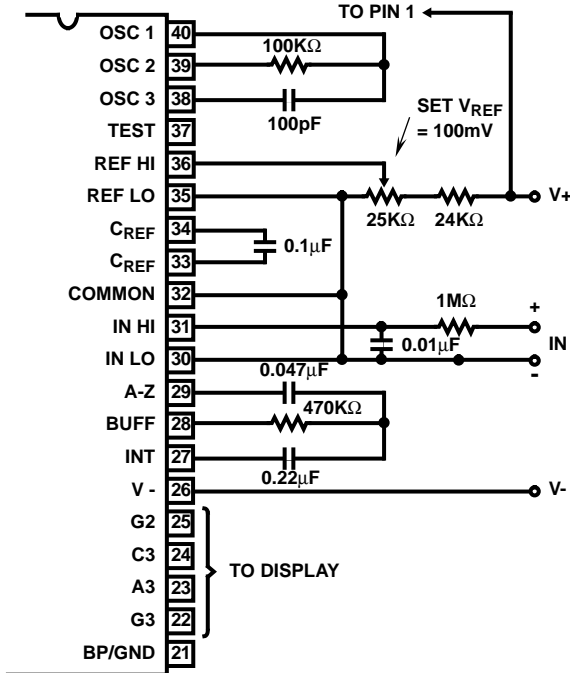 TO PIN 1
OSC 1 40
100KΩ
OSC 2 39
OSC 3 38
100pF
SET VREF
= 100mV
TEST 37
REF HI 36
REF LO 35
V+
25KΩ 24KΩ
CREF 34
0.1µF
CREF 33
COMMON 32
1MΩ
+
IN HI 31
0.01µF
IN
IN LO 30
-
0.047µF
A-Z 29
470KΩ
BUFF 28
INT 27
0.22µF
V - 26
V-
G2 25
C3 24
TO DISPLAY
A3 23
G3 22
BP/GND 21